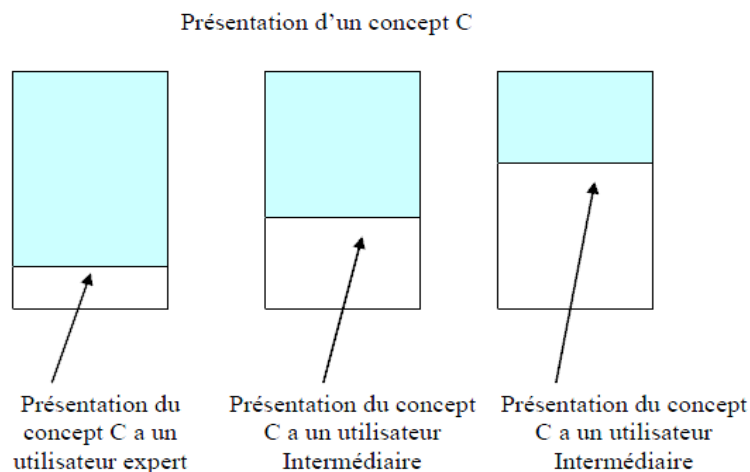 Présentation d'un concept C
Présentation du
concept C a un
utilisateur expert
Présentation du concept
C a un utilisateur
Intermédiaire
Présentation du concept
C a un utilisateur
Intermédiaire